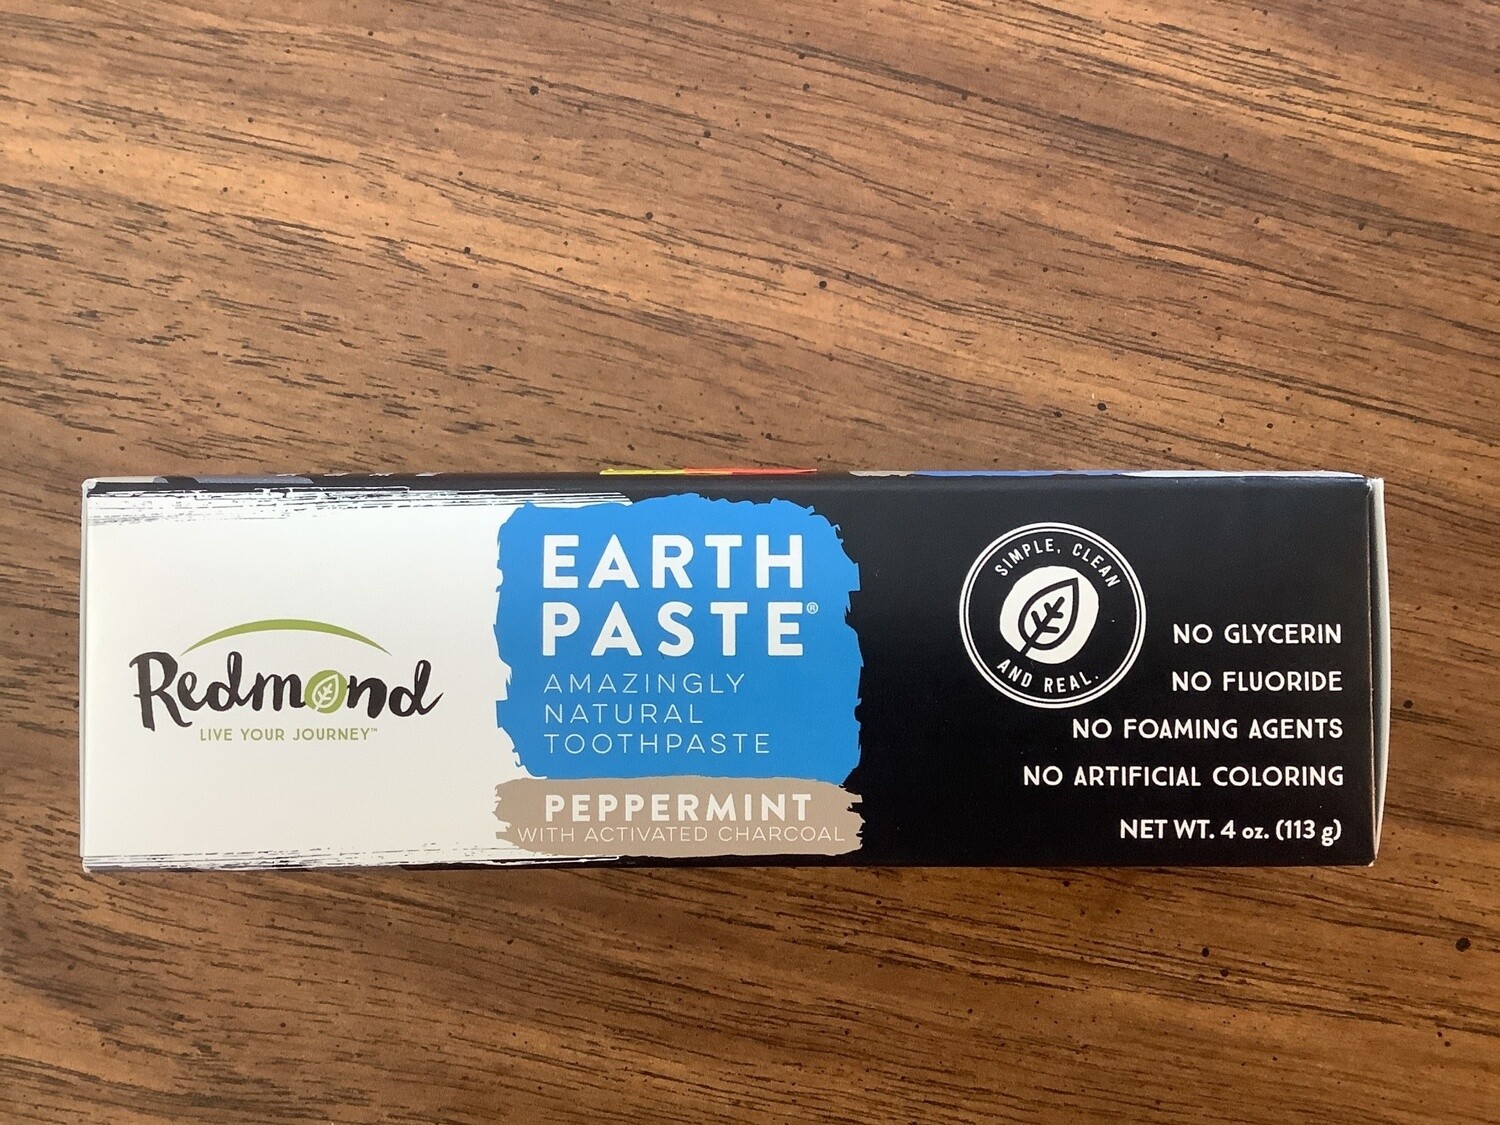 Redmond
LIVE YOUR JOURNEY™
EARTH
PASTE®
AMAZINGLY
NATURAL
TOOTHPASTE
PEPPERMINT
WITH ACTIVATED CHARCOAL
SIMPLE, CLEAN
AND REAL.
NO GLYCERIN
NO FLUORIDE
NO FOAMING AGENTS
NO ARTIFICIAL COLORING
NET WT. 4 oz. (113 g)